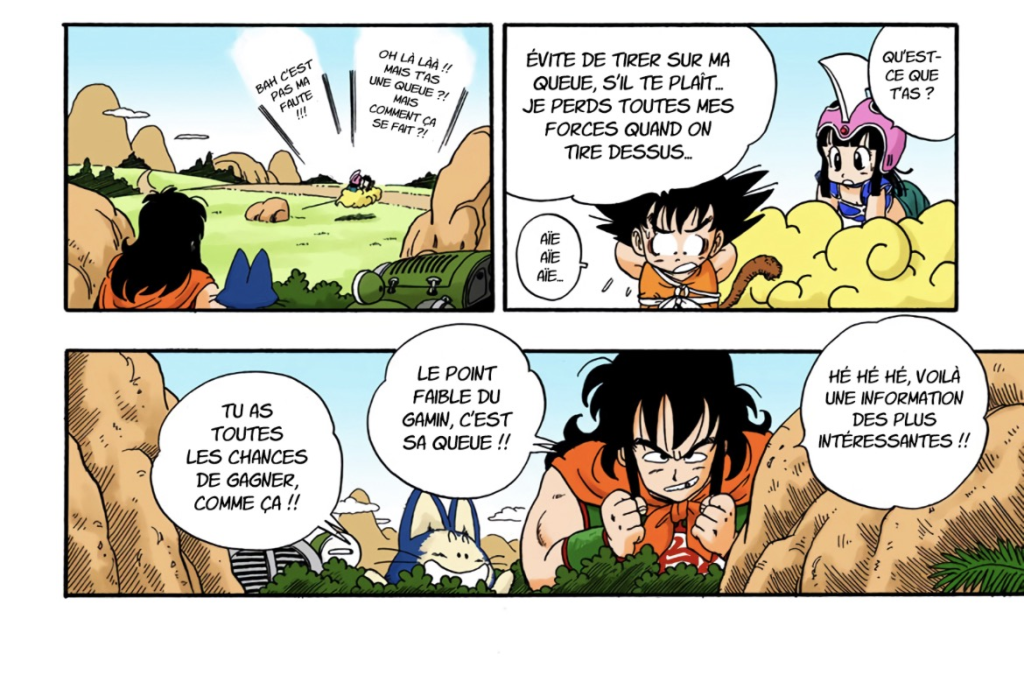 QU'EST-
CE QUE
T'AS ?
ÉVITE DE TIRER SUR MA
QUEUE, S'IL TE PLAÎT...
JE PERDS TOUTES MES
FORCES QUAND ON
TIRE DESSUS...
AÏE
AÏE
AÏE...
OH LÀ LÀÀ !!
MAIS T'AS
UNE QUEUE ?!
MAIS
COMMENT ÇA
SE FAIT ?!
BAH C'EST
PAS MA
FAUTE
!!!
HÉ HÉ HÉ, VOILÀ
UNE INFORMATION
DES PLUS
INTÉRESSANTES !!
LE POINT
FAIBLE DU
GAMIN, C'EST
SA QUEUE !!
TU AS
TOUTES
LES CHANCES
DE GAGNER,
COMME ÇA !!